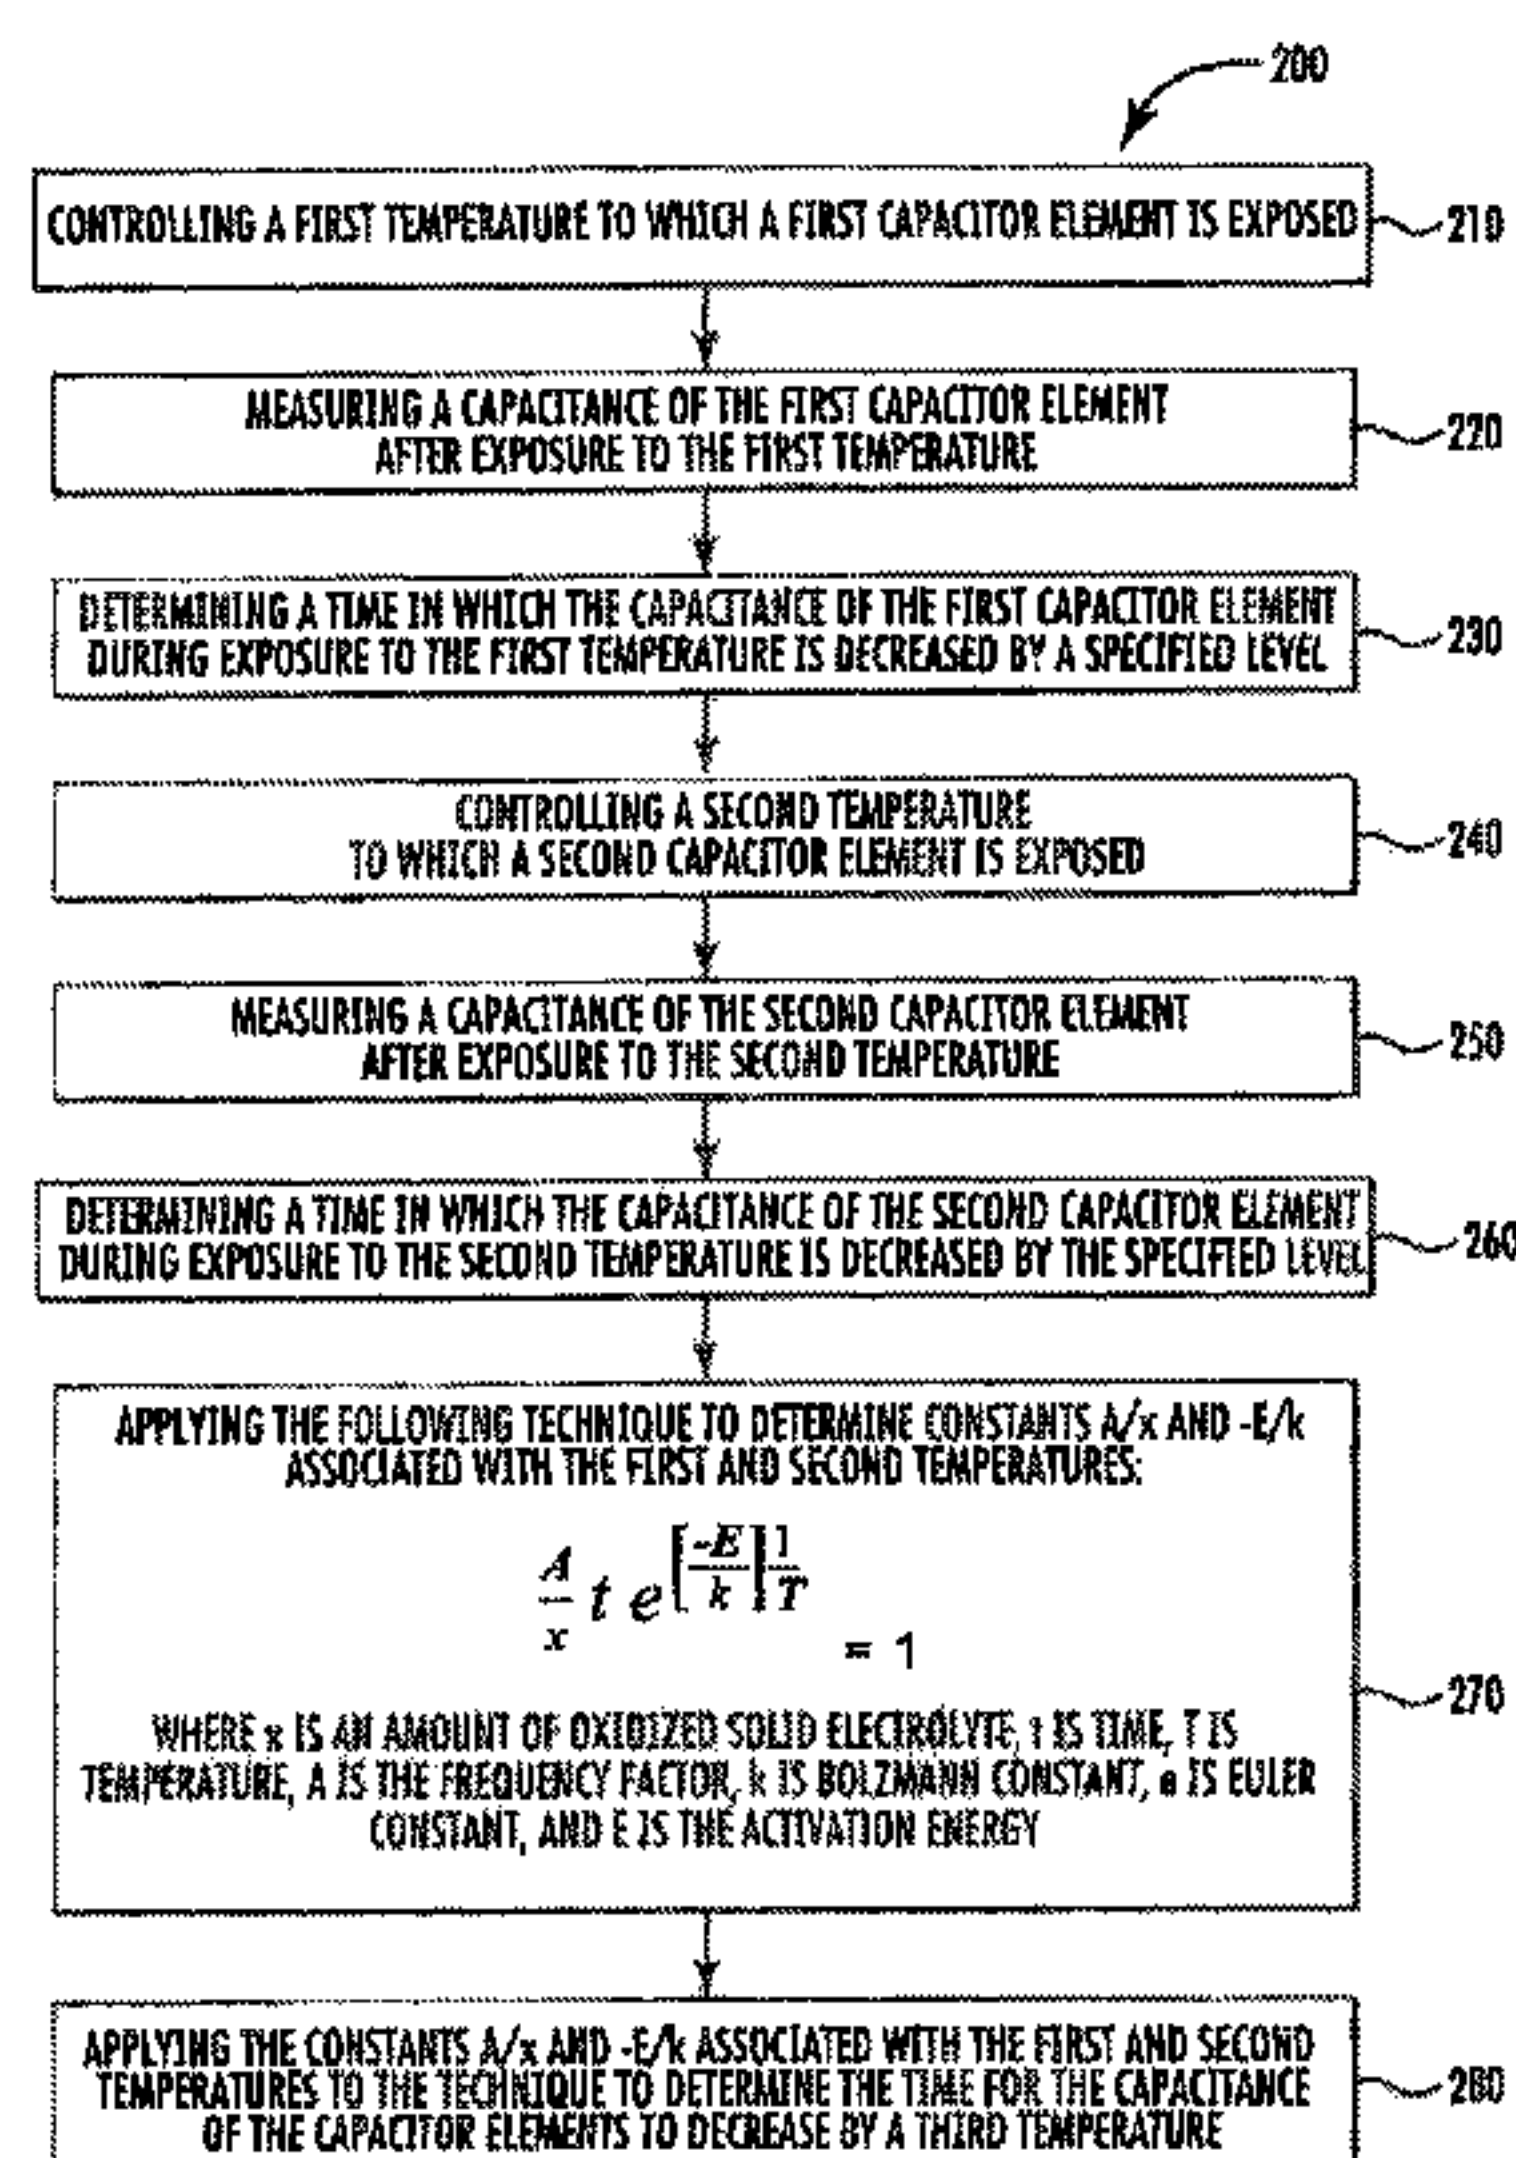 200
CONTROLLING A FIRST TEMPERATURE TO WHICH A FIRST CAPACITOR ELEMENT IS EXPOSED
210
MEASURING A CAPACITANCE OF THE FIRST CAPACITOR ELEMENT
AFTER EXPOSURE TO THE FIRST TEMPERATURE
220
DETERMINING A TIME IN WHICH THE CAPACITANCE OF THE FIRST CAPACITOR ELEMENT
DURING EXPOSURE TO THE FIRST TEMPERATURE IS DECREASED BY A SPECIFIED LEVEL
230
CONTROLLING A SECOND TEMPERATURE
TO WHICH A SECOND CAPACITOR ELEMENT IS EXPOSED
240
MEASURING A CAPACITANCE OF THE SECOND CAPACITOR ELEMENT
AFTER EXPOSURE TO THE SECOND TEMPERATURE
250
DETERMINING A TIME IN WHICH THE CAPACITANCE OF THE SECOND CAPACITOR ELEMENT
DURING EXPOSURE TO THE SECOND TEMPERATURE IS DECREASED BY THE SPECIFIED LEVEL
260
APPLYING THE FOLLOWING TECHNIQUE TO DETERMINE CONSTANTS A/x AND -E/k
ASSOCIATED WITH THE FIRST AND SECOND TEMPERATURES:
A/x t e^[-E/k]1/T = 1
WHERE x IS AN AMOUNT OF OXIDIZED SOLID ELECTROLYTE, t IS TIME, T IS
TEMPERATURE, A IS THE FREQUENCY FACTOR, k IS BOLZMANN CONSTANT, e IS EULER
CONSTANT, AND E IS THE ACTIVATION ENERGY
270
APPLYING THE CONSTANTS A/x AND -E/k ASSOCIATED WITH THE FIRST AND SECOND
TEMPERATURES TO THE TECHNIQUE TO DETERMINE THE TIME FOR THE CAPACITANCE
OF THE CAPACITOR ELEMENTS TO DECREASE BY A THIRD TEMPERATURE
280